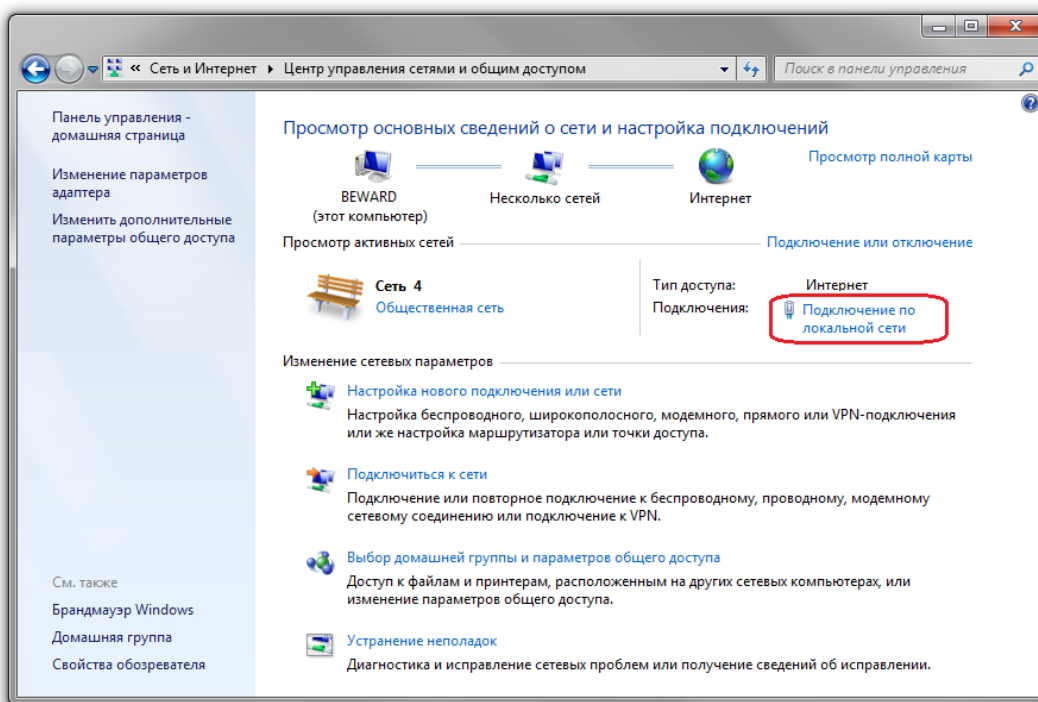 « Сеть и Интернет ▸ Центр управления сетями и общим доступом
Поиск в панели управления
Панель управления -
домашняя страница
Изменение параметров
адаптера
Изменить дополнительные
параметры общего доступа
Просмотр основных сведений о сети и настройка подключений
Просмотр полной карты
BEWARD
(этот компьютер)
Несколько сетей
Интернет
Просмотр активных сетей
Подключение или отключение
Сеть 4
Общественная сеть
Тип доступа: Интернет
Подключения: Подключение по
локальной сети
Изменение сетевых параметров
Настройка нового подключения или сети
Настройка беспроводного, широкополосного, модемного, прямого или VPN-подключения
или же настройка маршрутизатора или точки доступа.
Подключиться к сети
Подключение или повторное подключение к беспроводному, проводному, модемному
сетевому соединению или подключение к VPN.
Выбор домашней группы и параметров общего доступа
Доступ к файлам и принтерам, расположенным на других сетевых компьютерах, или
изменение параметров общего доступа.
Устранение неполадок
Диагностика и исправление сетевых проблем или получение сведений об исправлении.
См. также
Брандмауэр Windows
Домашняя группа
Свойства обозревателя